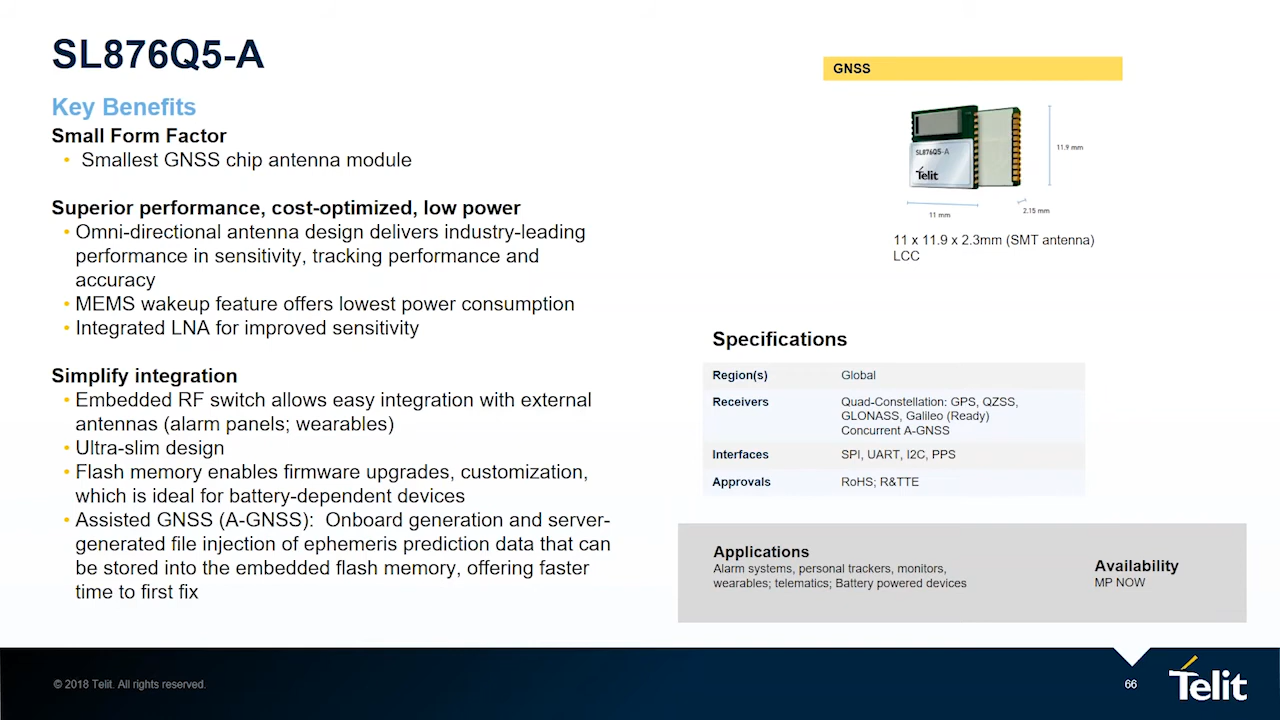 SL876Q5-A
Key Benefits
Small Form Factor
• Smallest GNSS chip antenna module
Superior performance, cost-optimized, low power
• Omni-directional antenna design delivers industry-leading
performance in sensitivity, tracking performance and
accuracy
• MEMS wakeup feature offers lowest power consumption
• Integrated LNA for improved sensitivity
Simplify integration
• Embedded RF switch allows easy integration with external
antennas (alarm panels; wearables)
• Ultra-slim design
• Flash memory enables firmware upgrades, customization,
which is ideal for battery-dependent devices
• Assisted GNSS (A-GNSS): Onboard generation and server-
generated file injection of ephemeris prediction data that can
be stored into the embedded flash memory, offering faster
time to first fix
GNSS
SL876Q5-A
Telit
11.9 mm
11 mm
2.15 mm
11 x 11.9 x 2.3mm (SMT antenna)
LCC
Specifications
Region(s) Global
Receivers Quad-Constellation: GPS, QZSS,
GLONASS, Galileo (Ready)
Concurrent A-GNSS
Interfaces SPI, UART, I2C, PPS
Approvals RoHS; R&TTE
Applications
Alarm systems, personal trackers, monitors,
wearables; telematics; Battery powered devices
Availability
MP NOW
© 2018 Telit. All rights reserved.
66
Telit